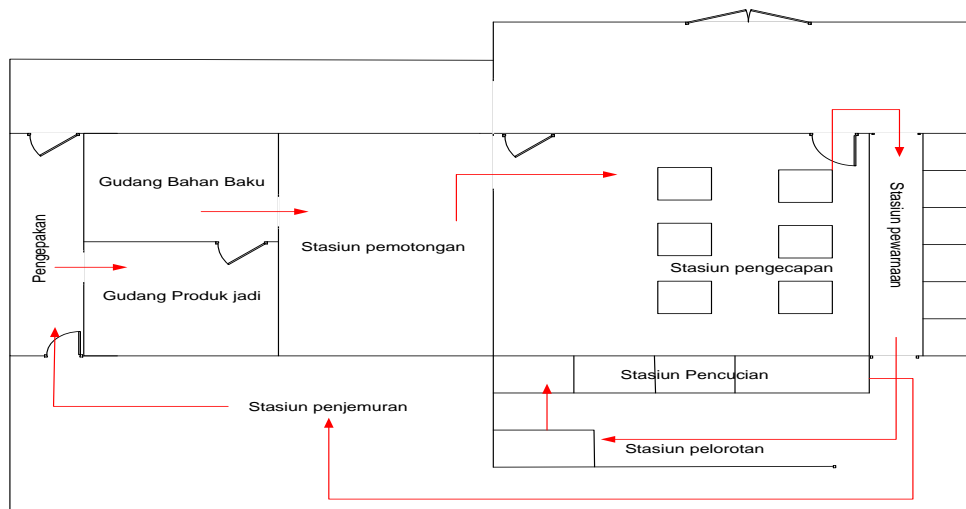 Gudang Bahan Baku
Stasiun pemotongan
Pengepakan
Gudang Produk jadi
Stasiun pengecapan
Stasiun pewarnaan
Stasiun Pencucian
Stasiun penjemuran
Stasiun pelorotan